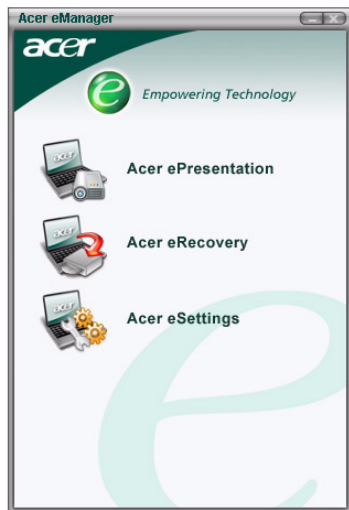 Acer eManager
acer
e Empowering Technology
Acer ePresentation
Acer eRecovery
Acer eSettings
e